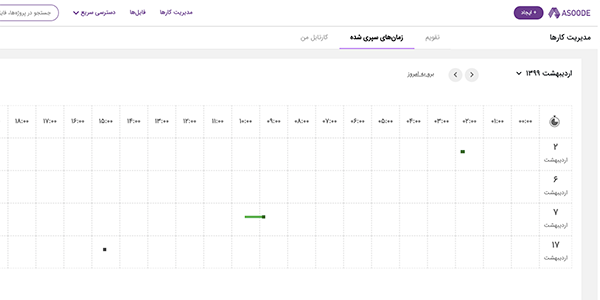 ASOODE
+ ایجاد
مدیریت کارها
فایل‌ها
دسترسی سریع
جستجو در پروژه‌ها، فایل
مدیریت کارها
تقویم
زمان‌های سپری شده
کارتابل من
اردیبهشت ۱۳۹۹
برو به امروز
۰۰:۰۰ ۰۱:۰۰ ۰۲:۰۰ ۰۳:۰۰ ۰۴:۰۰ ۰۵:۰۰ ۰۶:۰۰ ۰۷:۰۰ ۰۸:۰۰ ۰۹:۰۰ ۱۰:۰۰ ۱۱:۰۰ ۱۲:۰۰ ۱۳:۰۰ ۱۴:۰۰ ۱۵:۰۰ ۱۶:۰۰ ۱۷:۰۰ ۱۸:۰۰
۲
اردیبهشت
۶
اردیبهشت
۷
اردیبهشت
۱۷
اردیبهشت